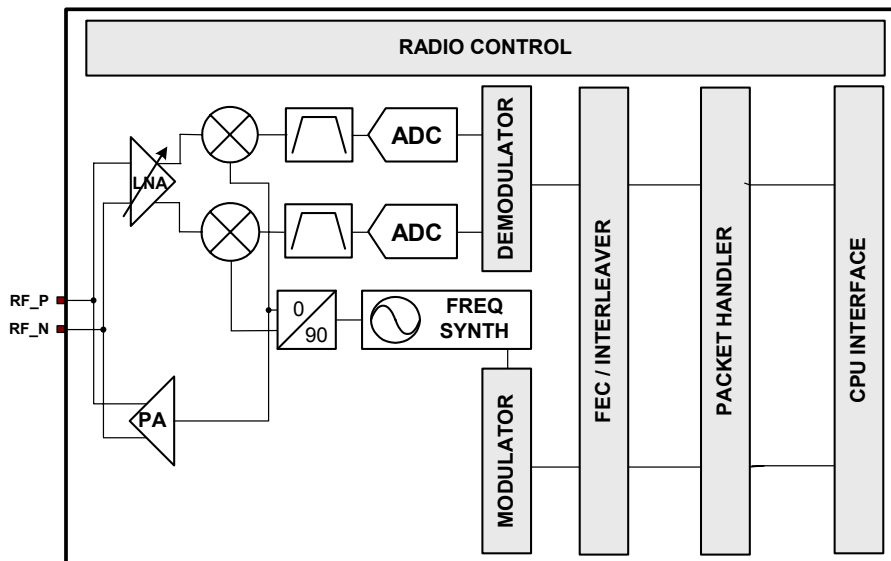 RADIO CONTROL
LNA
ADC
ADC
DEMODULATOR
FEC / INTERLEAVER
PACKET HANDLER
CPU INTERFACE
RF_P
RF_N
0
90
FREQ
SYNTH
PA
MODULATOR